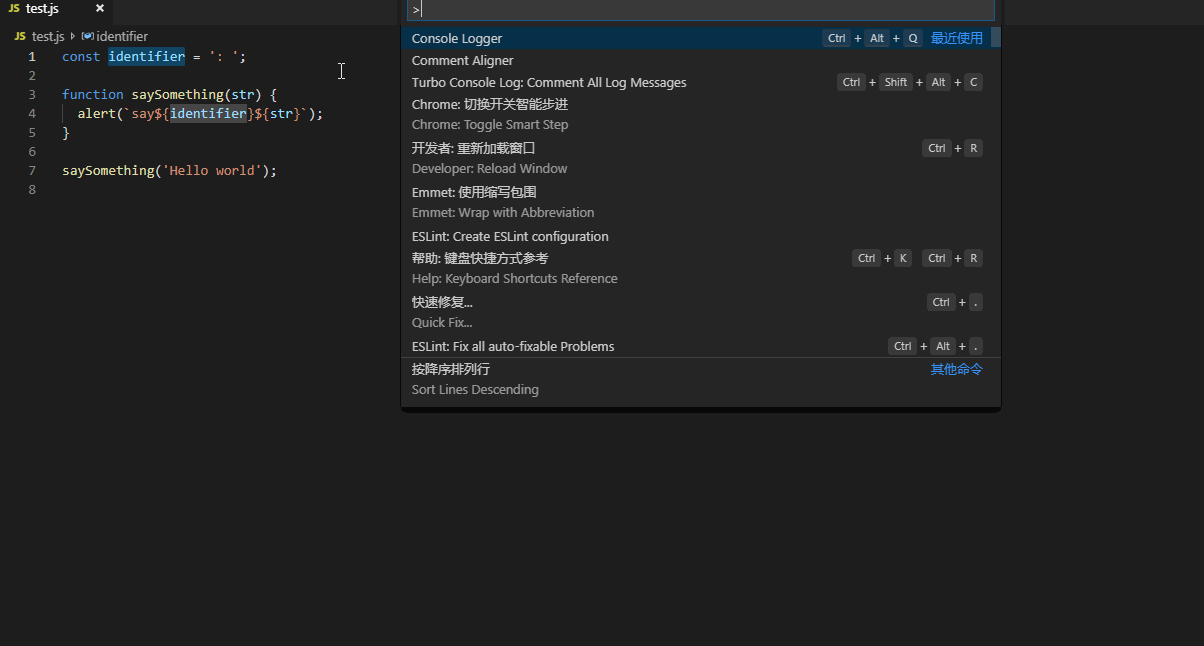 JS test.js ×
JS test.js identifier
1 const identifier = ': ';
2
3 function saySomething(str) {
4   alert(`say${identifier}${str}`);
5 }
6
7 saySomething('Hello world');
8
>
Console Logger Ctrl + Alt + Q 最近使用
Comment Aligner
Turbo Console Log: Comment All Log Messages Ctrl + Shift + Alt + C
Chrome: 切换开关智能步进
Chrome: Toggle Smart Step
开发者: 重新加载窗口 Ctrl + R
Developer: Reload Window
Emmet: 使用缩写包围
Emmet: Wrap with Abbreviation
ESLint: Create ESLint configuration
帮助: 键盘快捷方式参考 Ctrl + K Ctrl + R
Help: Keyboard Shortcuts Reference
快速修复... Ctrl + .
Quick Fix...
ESLint: Fix all auto-fixable Problems Ctrl + Alt + .
按降序排列行 其他命令
Sort Lines Descending